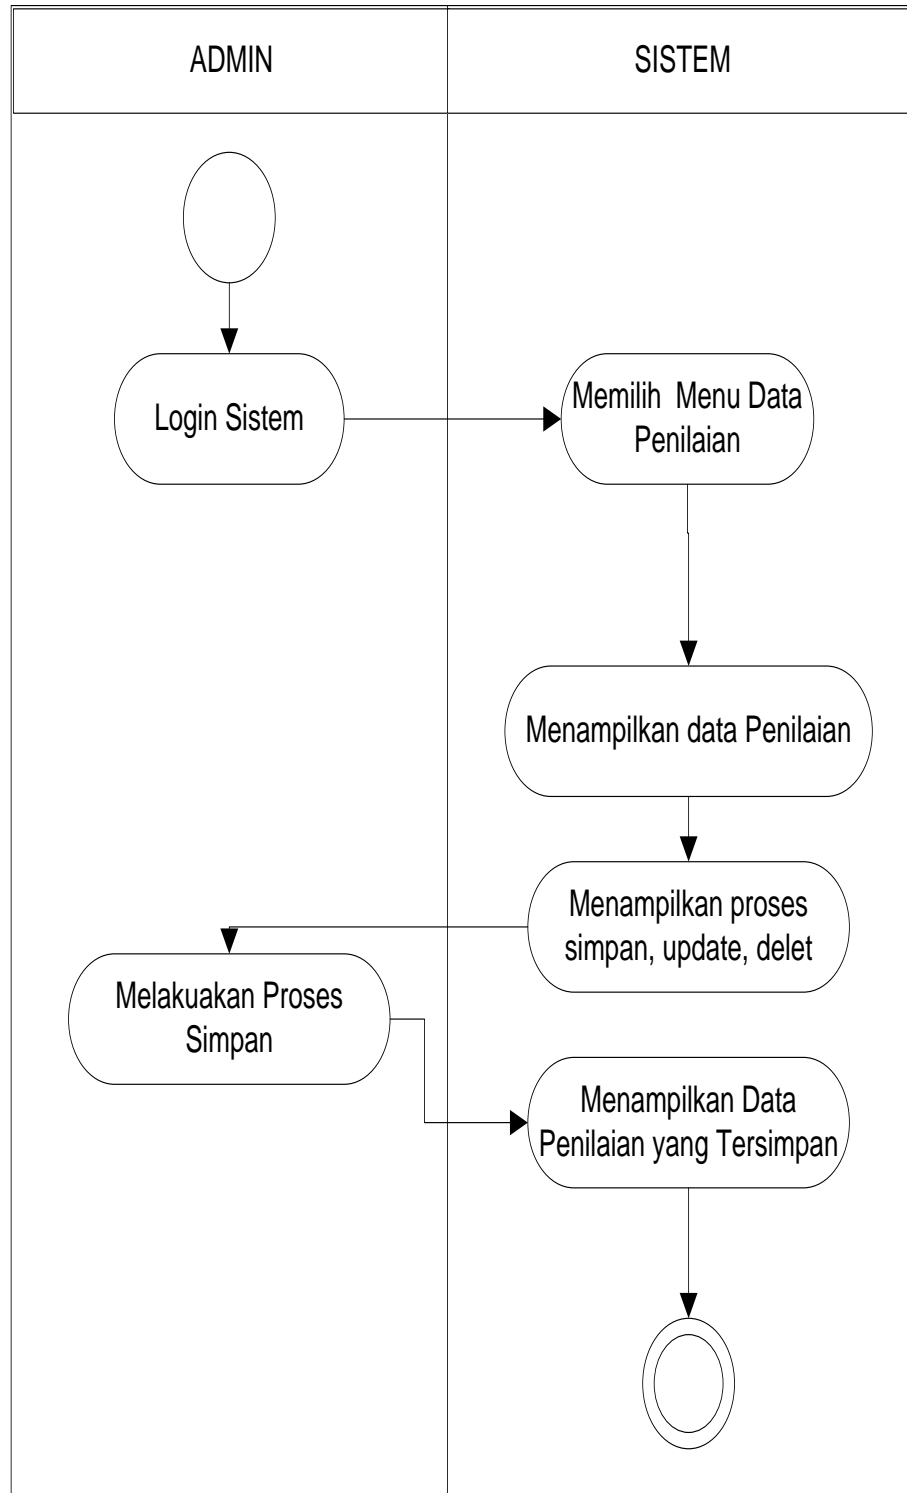 ADMIN
SISTEM
Login Sistem
Memilih Menu Data
Penilaian
Menampilkan data Penilaian
Menampilkan proses
simpan, update, delet
Melakuakan Proses
Simpan
Menampilkan Data
Penilaian yang Tersimpan